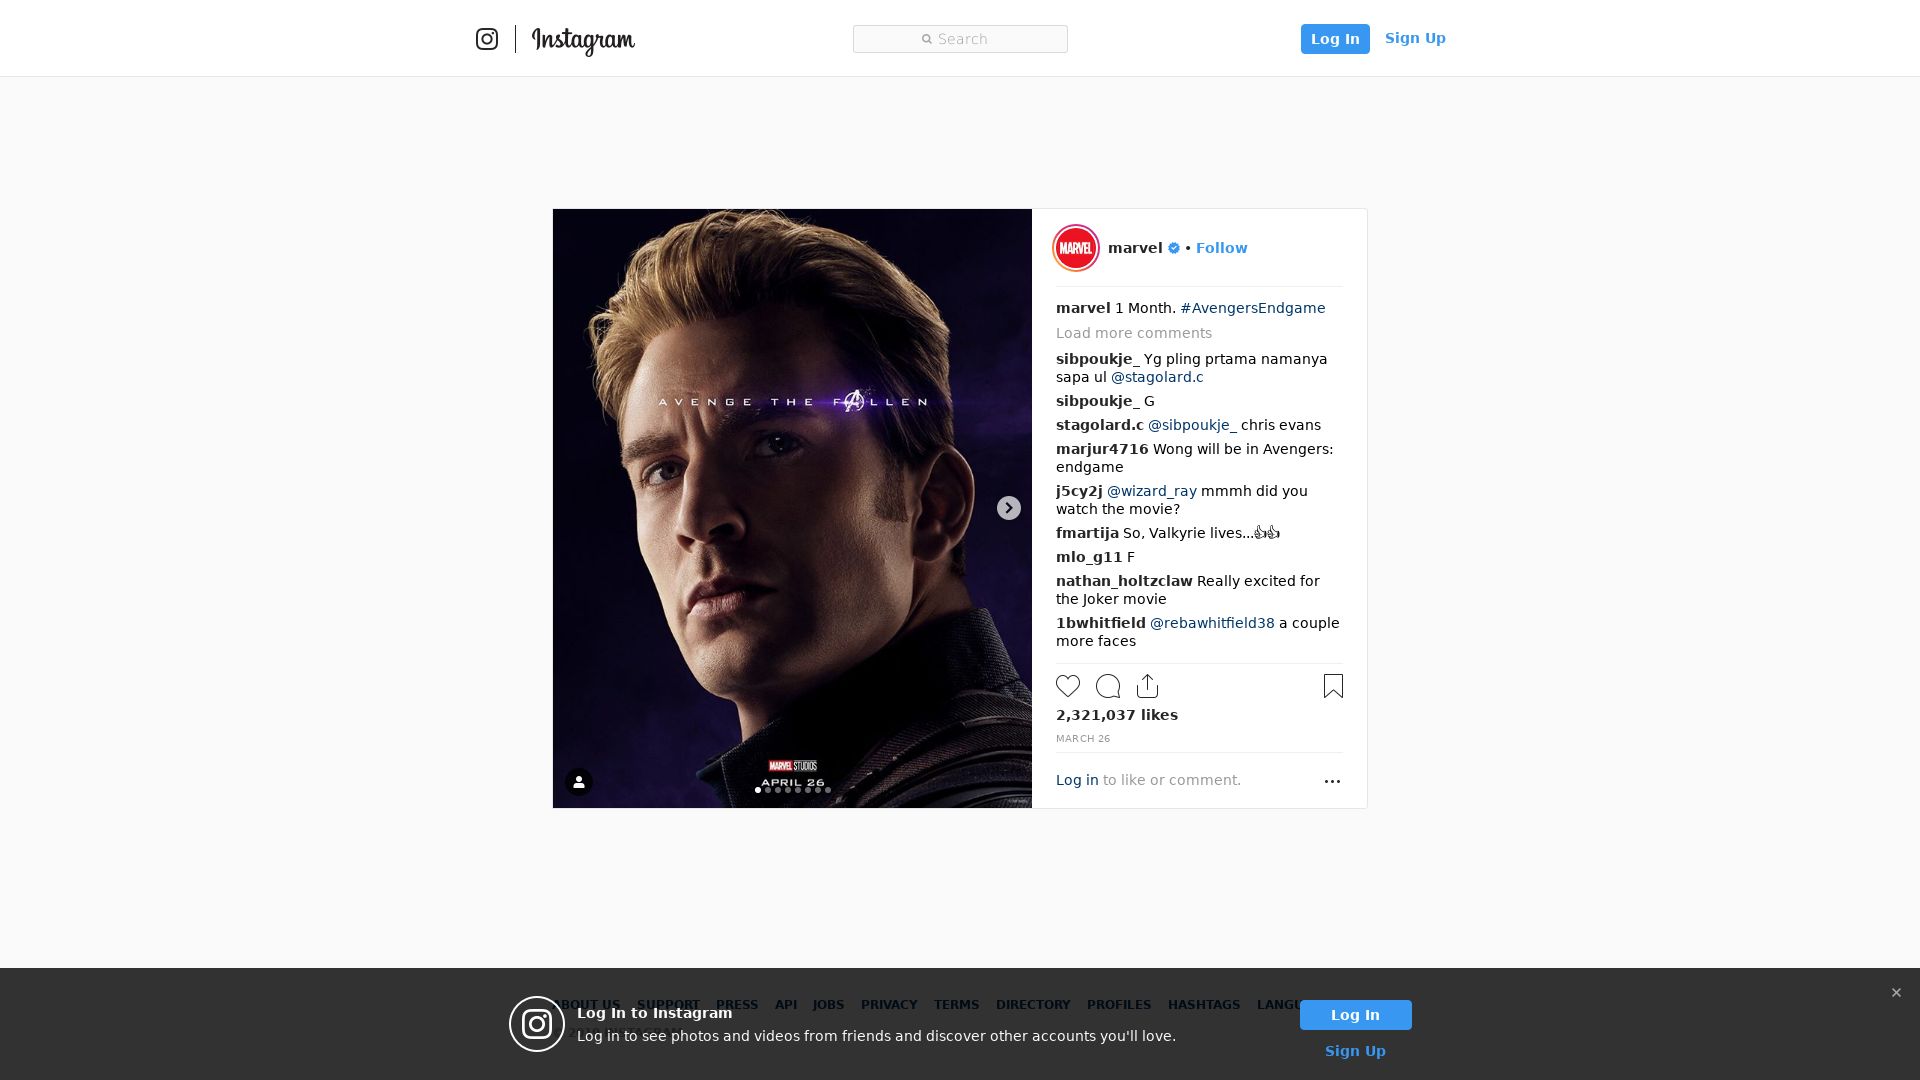 Instagram
Search
Log In
Sign Up
AVENGE THE FALLEN
MARVEL STUDIOS
APRIL 26
MARVEL
marvel • Follow
marvel 1 Month. #AvengersEndgame
Load more comments
sibpoukje_ Yg pling prtama namanya
sapa ul @stagolard.c
sibpoukje_ G
stagolard.c @sibpoukje_ chris evans
marjur4716 Wong will be in Avengers:
endgame
j5cy2j @wizard_ray mmmh did you
watch the movie?
fmartija So, Valkyrie lives...👍👍
mlo_g11 F
nathan_holtzclaw Really excited for
the Joker movie
1bwhitfield @rebawhitfield38 a couple
more faces
2,321,037 likes
MARCH 26
Log in to like or comment.
ABOUT US SUPPORT PRESS API JOBS PRIVACY TERMS DIRECTORY PROFILES HASHTAGS
Log In to Instagram
Log in to see photos and videos from friends and discover other accounts you'll love.
Log In
Sign Up